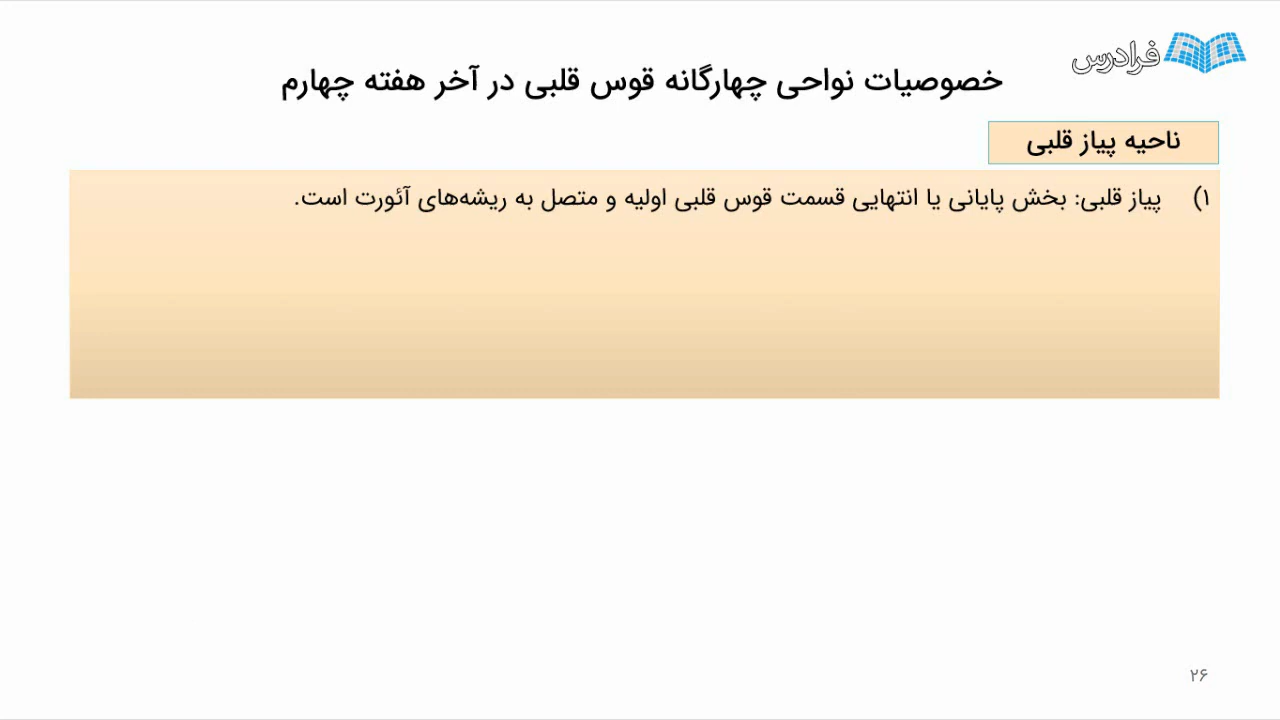 فرادرس
خصوصیات نواحی چهارگانه قوس قلبی در آخر هفته چهارم
ناحیه پیاز قلبی
۱) پیاز قلبی: بخش پایانی یا انتهایی قسمت قوس قلبی اولیه و متصل به ریشه‌های آئورت است.
۲۶